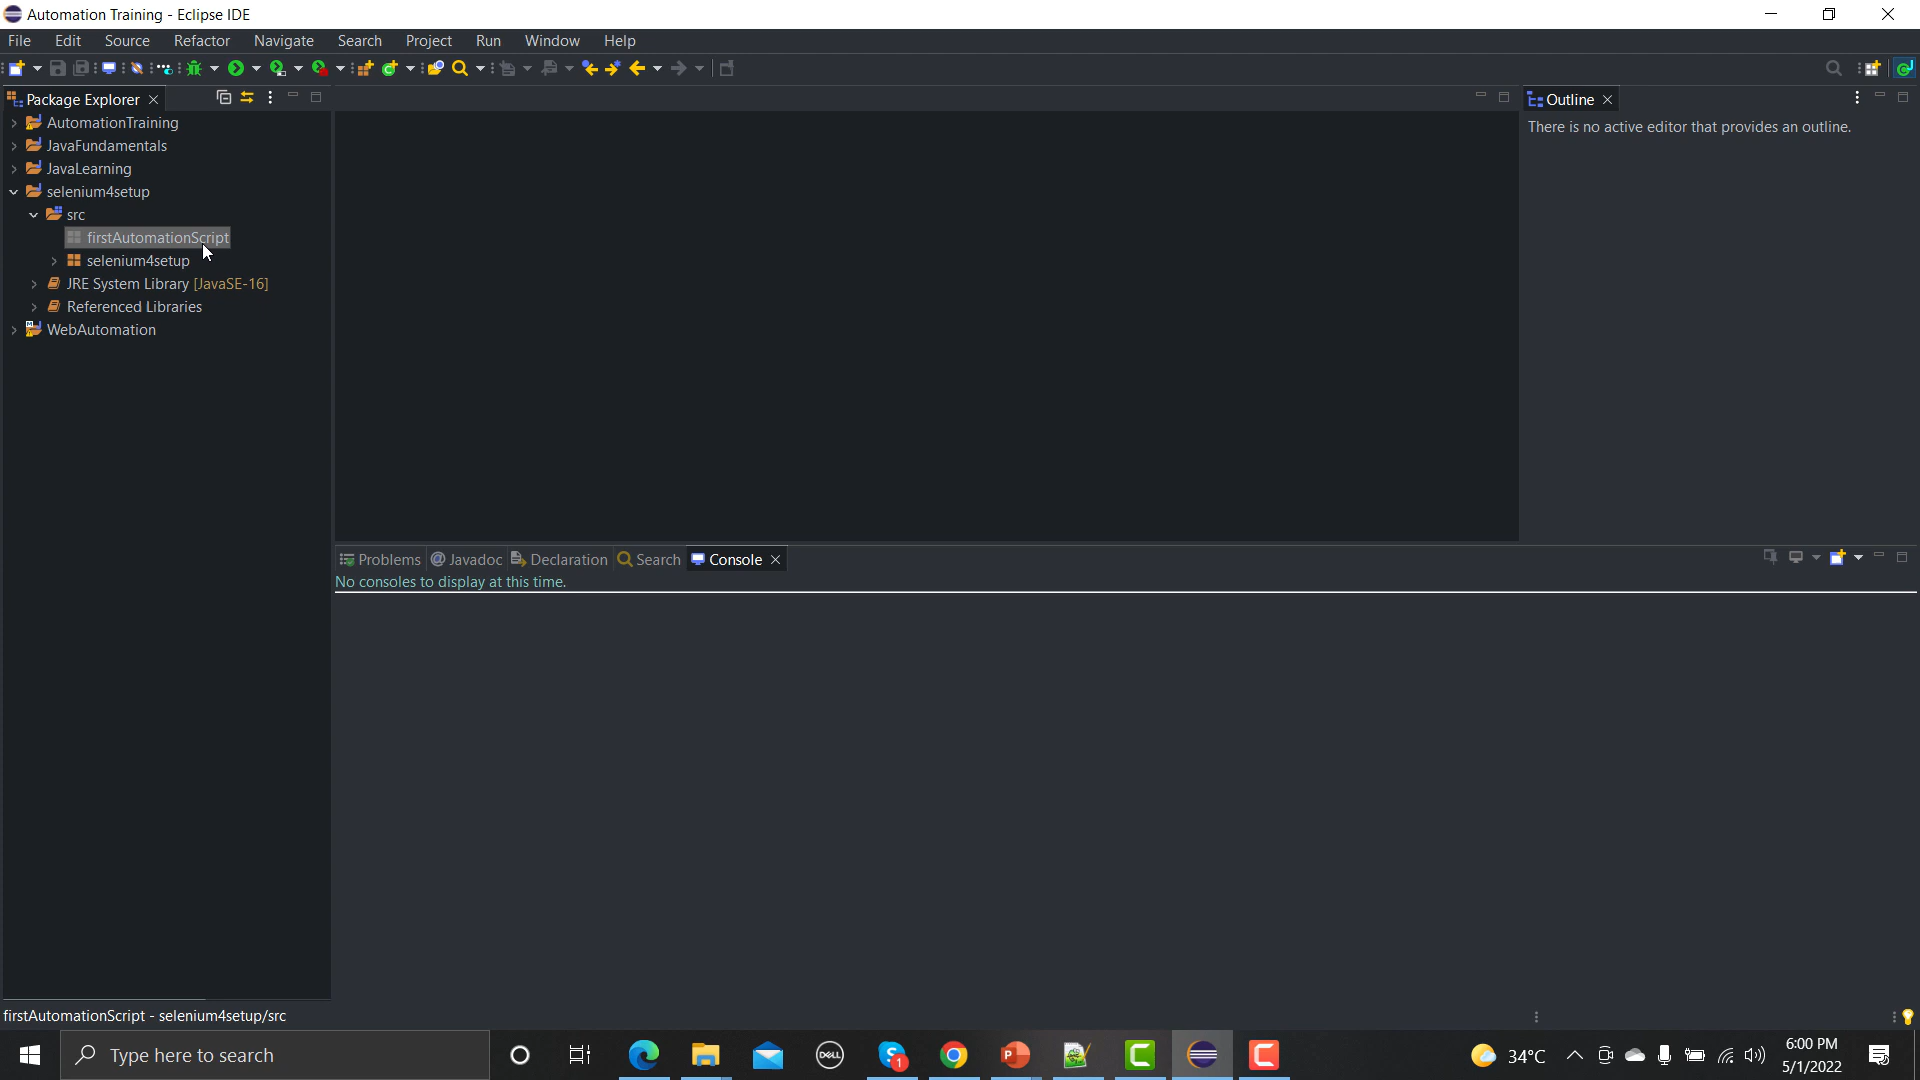 Automation Training - Eclipse IDE
File Edit Source Refactor Navigate Search Project Run Window Help
Package Explorer
Outline
AutomationTraining
There is no active editor that provides an outline.
JavaFundamentals
JavaLearning
selenium4setup
src
firstAutomationScript
selenium4setup
JRE System Library [JavaSE-16]
Referenced Libraries
WebAutomation
Problems @ Javadoc Declaration Search Console
No consoles to display at this time.
firstAutomationScript - selenium4setup/src
Type here to search
DELL
S 1
P
34°C
6:00 PM
5/1/2022